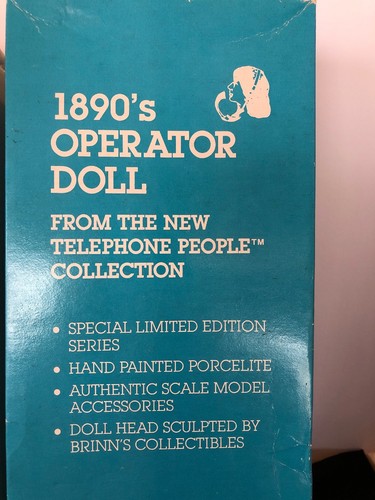 1890's
OPERATOR
DOLL
FROM THE NEW
TELEPHONE PEOPLE™
COLLECTION
• SPECIAL LIMITED EDITION
SERIES
• HAND PAINTED PORCELITE
• AUTHENTIC SCALE MODEL
ACCESSORIES
• DOLL HEAD SCULPTED BY
BRINN'S COLLECTIBLES